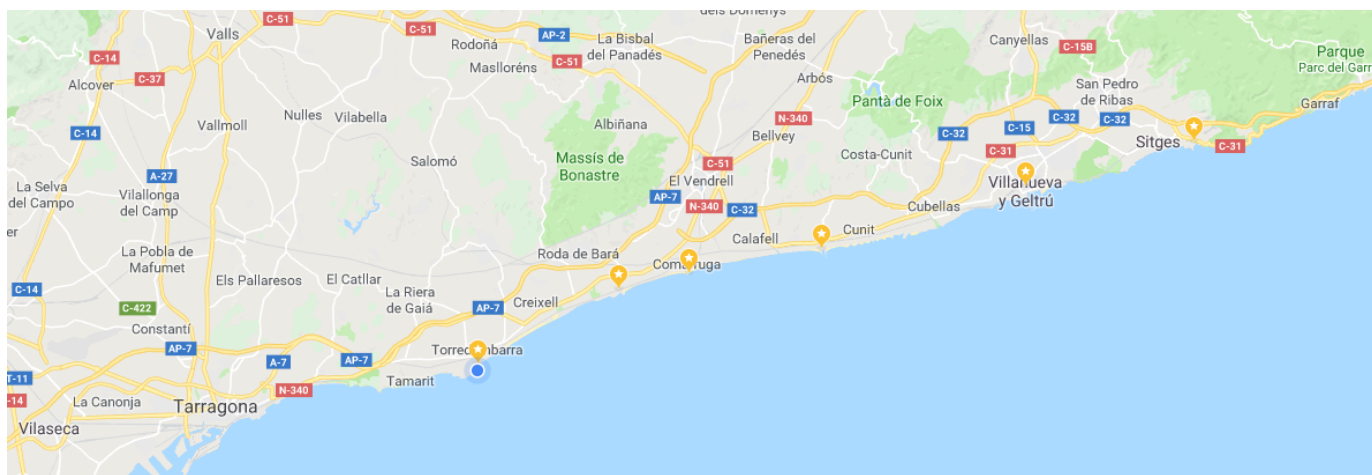 dels Domenys
C-51
C-51
Valls
La Bisbal
del Panadés
Bañeras del
Penedés
Canyellas
C-15B
Parque
Parc del Garr
C-14
AP-2
Rodoñá
C-37
Maslloréns
C-51
Arbós
San Pedro
de Ribas
Alcover
Pantà de Foix
Garraf
Nulles
Vilabella
Vallmoll
Albiñana
N-340
C-32
C-32
C-14
Bellvey
C-32
C-15
Sitges
C-31
C-31
Salomó
Massís de
Bonastre
C-51
Costa-Cunit
A-27
La Selva
del Campo
Vilallonga
del Camp
El Vendrell
AP-7
Villanueva
y Geltrú
N-340
C-32
Cubellas
er
La Pobla de
Mafumet
Roda de Bará
Calafell
Cunit
Comarruga
Els Pallaresos
El Catllar
C-14
La Riera
de Gaiá
C-422
AP-7
Creixell
Constantí
AP-7
A-7
AP-7
Torredembarra
T-11
Tamarit
N-340
-14
La Canonja
Tarragona
Vilaseca